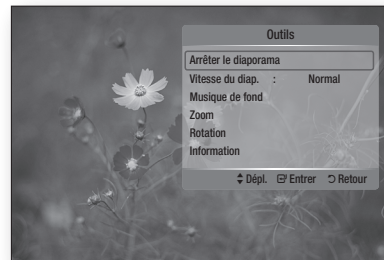 Outils
Arrêter le diaporama
Vitesse du diap. : Normal
Musique de fond
Zoom
Rotation
Information
Dépl. Entrer Retour